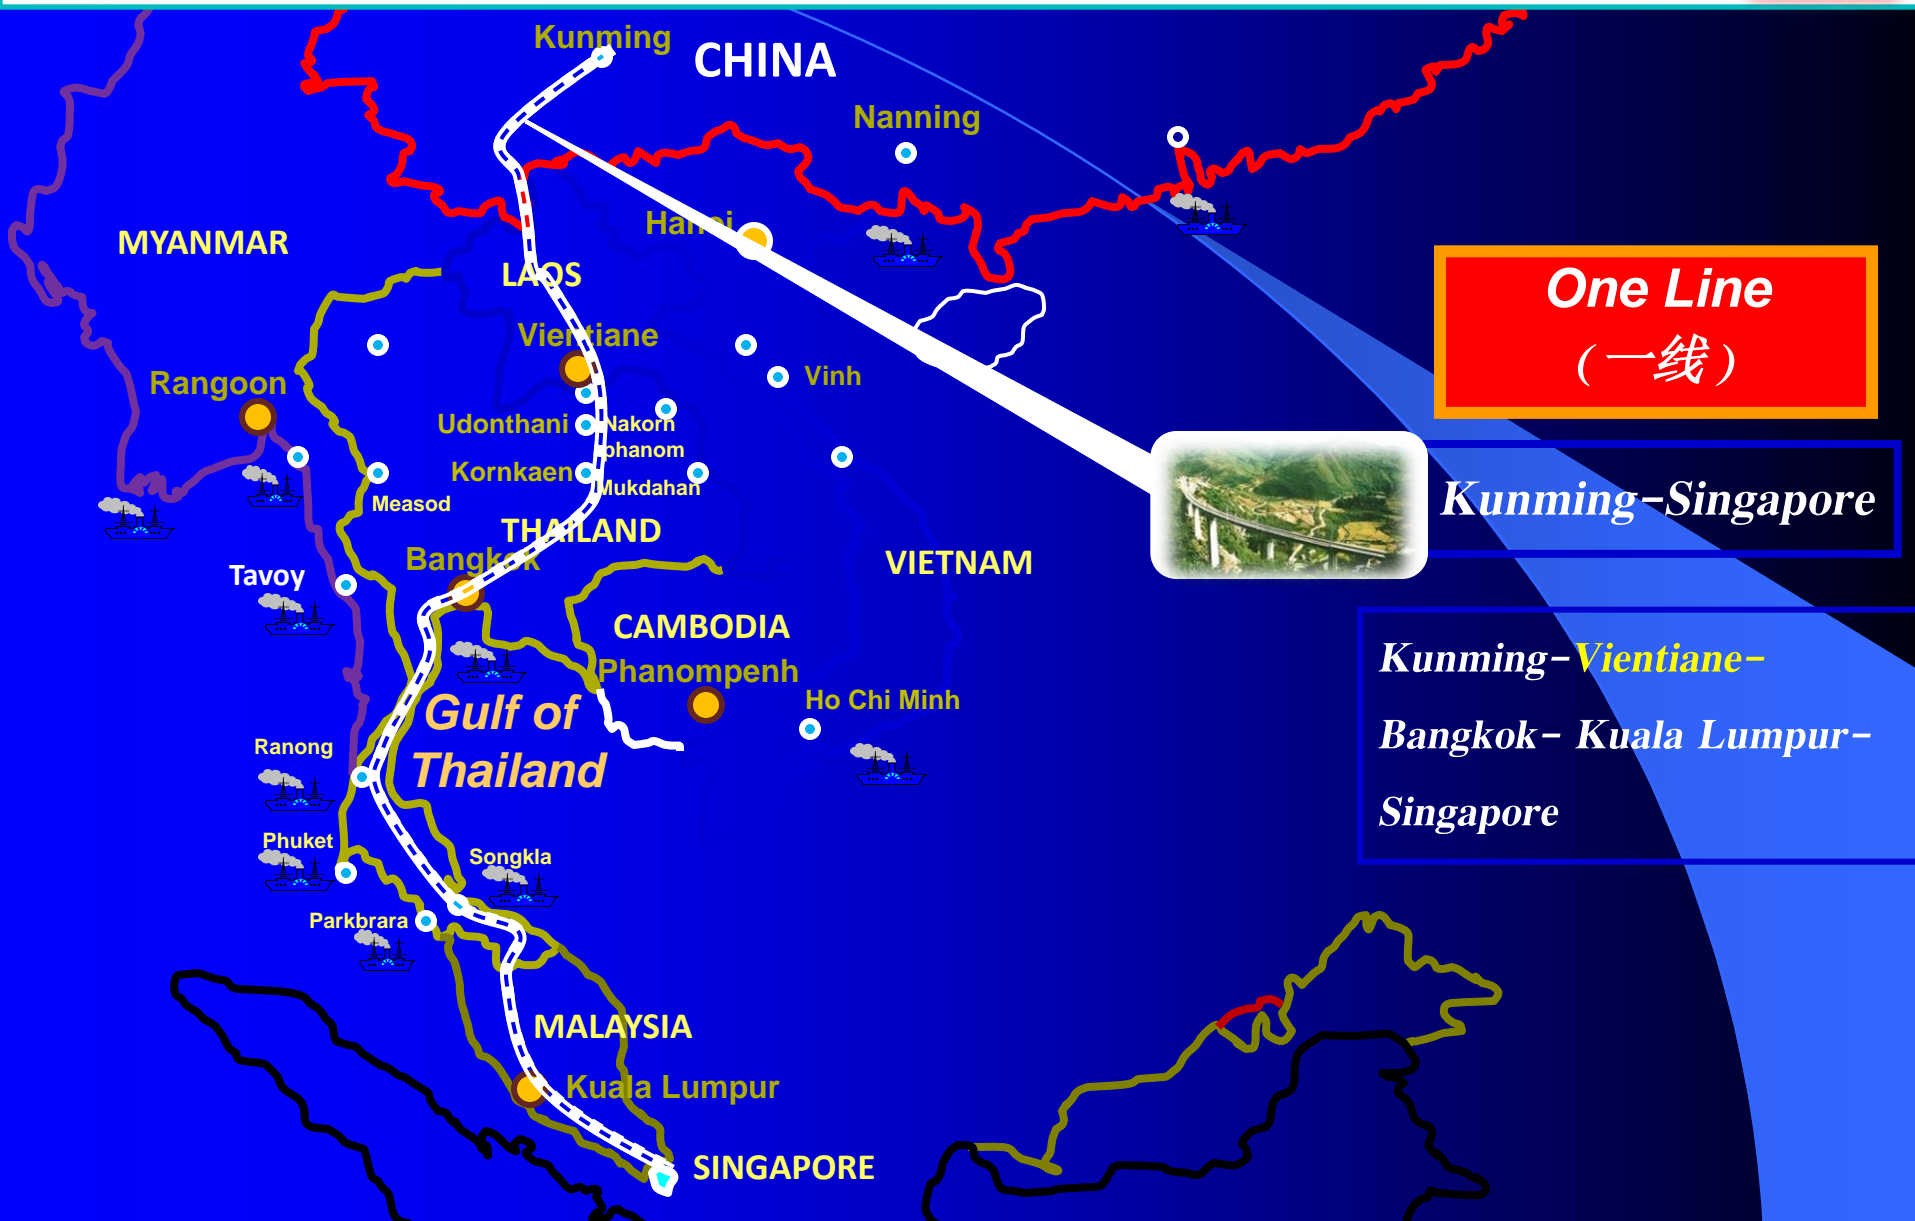 Kunming
CHINA
Nanning
Hanoi
MYANMAR
LAOS
One Line
(一线)
Vientiane
Rangoon
Vinh
Udonthani
Nakorn
phanom
Kornkaen
Mukdahan
Measod
Kunming-Singapore
THAILAND
Bangkok
VIETNAM
Tavoy
CAMBODIA
Phanompenh
Kunming-Vientiane-
Bangkok- Kuala Lumpur-
Singapore
Gulf of
Thailand
Ho Chi Minh
Ranong
Phuket
Songkla
Parkbrara
MALAYSIA
Kuala Lumpur
SINGAPORE